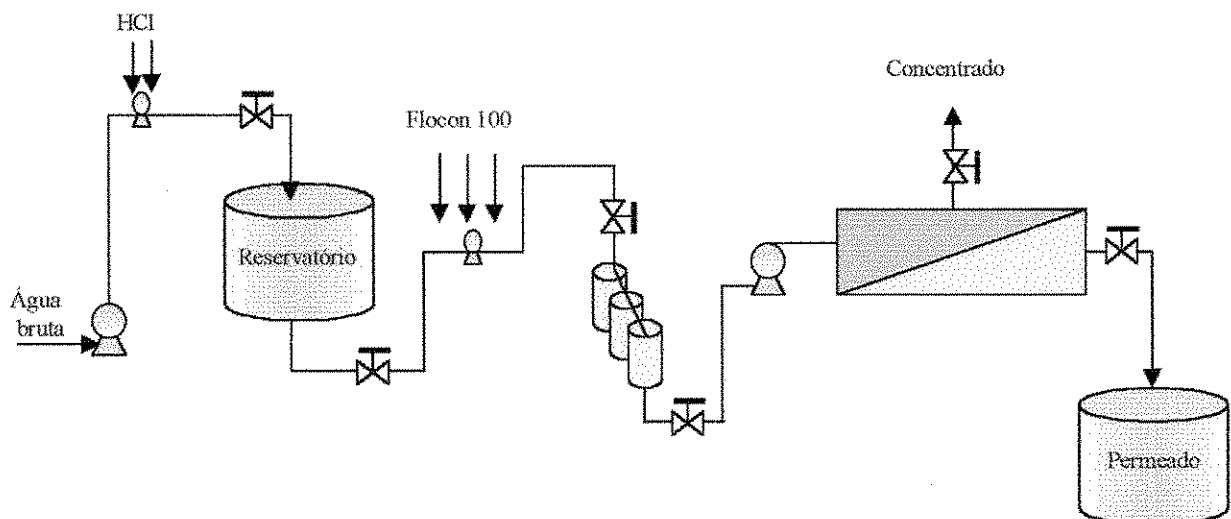 HCl
Concentrado
Flocon 100
Reservatório
Água
bruta
Permeado